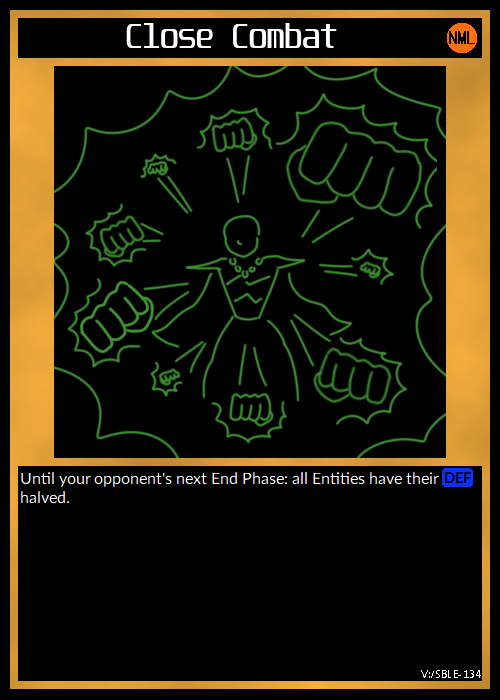 Close Combat
NML
Until your opponent's next End Phase: all Entities have their DEF
halved.
V:/SBLE-134